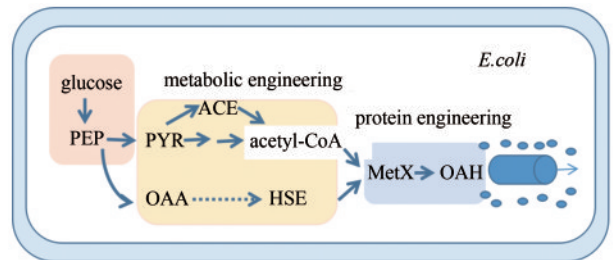 E.coli
glucose
metabolic engineering
ACE
protein engineering
PEP
PYR
acetyl-CoA
MetX
OAH
OAA
HSE